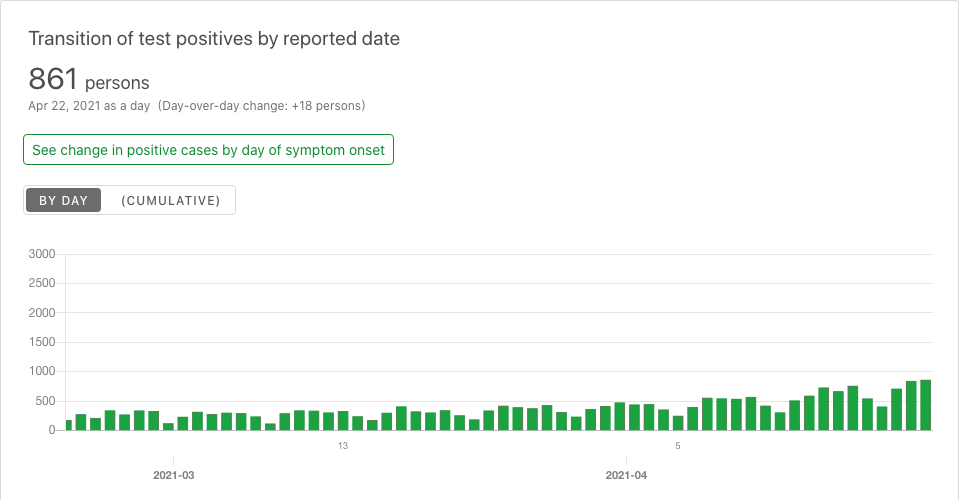 Transition of test positives by reported date
861 persons
Apr 22, 2021 as a day (Day-over-day change: +18 persons)
See change in positive cases by day of symptom onset
BY DAY (CUMULATIVE)
3000
2500
2000
1500
1000
500
0
13 5
2021-03 2021-04